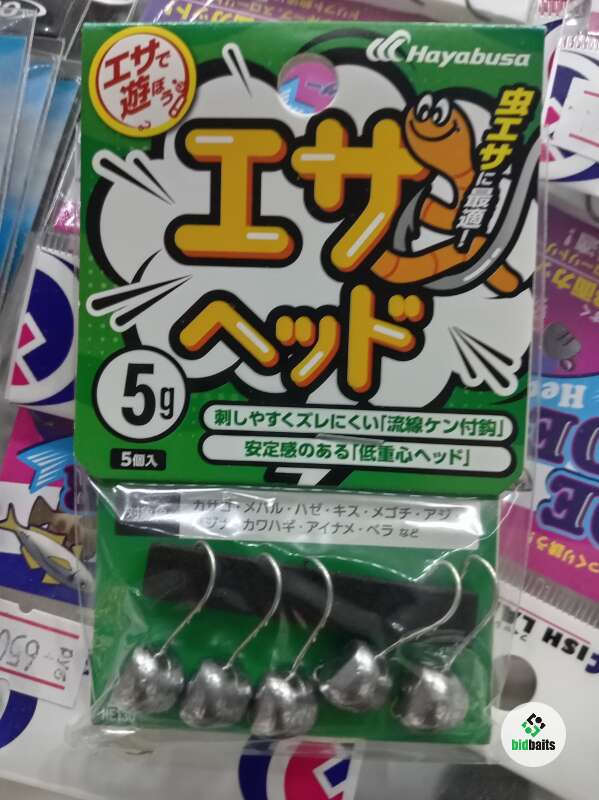 Hayabusa
エサで
遊ぼう!
虫エサに最適!
エサ
ヘッド
5g
5個入
刺しやすくズレにくい「流線ケン付鈎」
安定感のある「低重心ヘッド」
カサゴ・メバル・ハゼ・キス・メゴチ・アジ
カワハギ・アイナメ・ベラ など
650
FISH LA
bidbaits